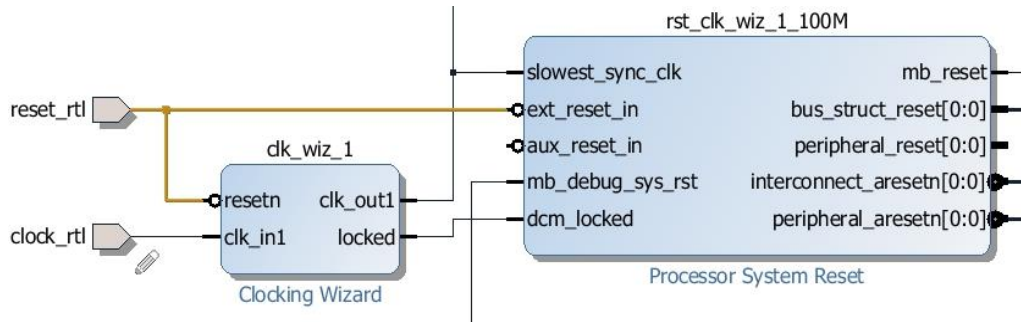 rst_clk_wiz_1_100M
slowest_sync_clk mb_reset
reset_rtl ext_reset_in bus_struct_reset[0:0]
clk_wiz_1 aux_reset_in peripheral_reset[0:0]
resetn clk_out1 mb_debug_sys_rst interconnect_aresetn[0:0]
clock_rtl clk_in1 locked dcm_locked peripheral_aresetn[0:0]
Clocking Wizard Processor System Reset